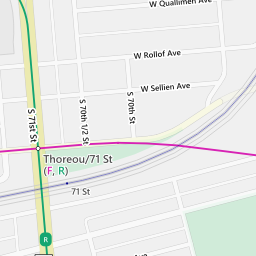 W Quallimen Ave
W Rollof Ave
W Sellien Ave
S 71st St
S 70th 1/2 St
S 70th St
Thoreou/71 St
(F, R)
71 St
R
Ave